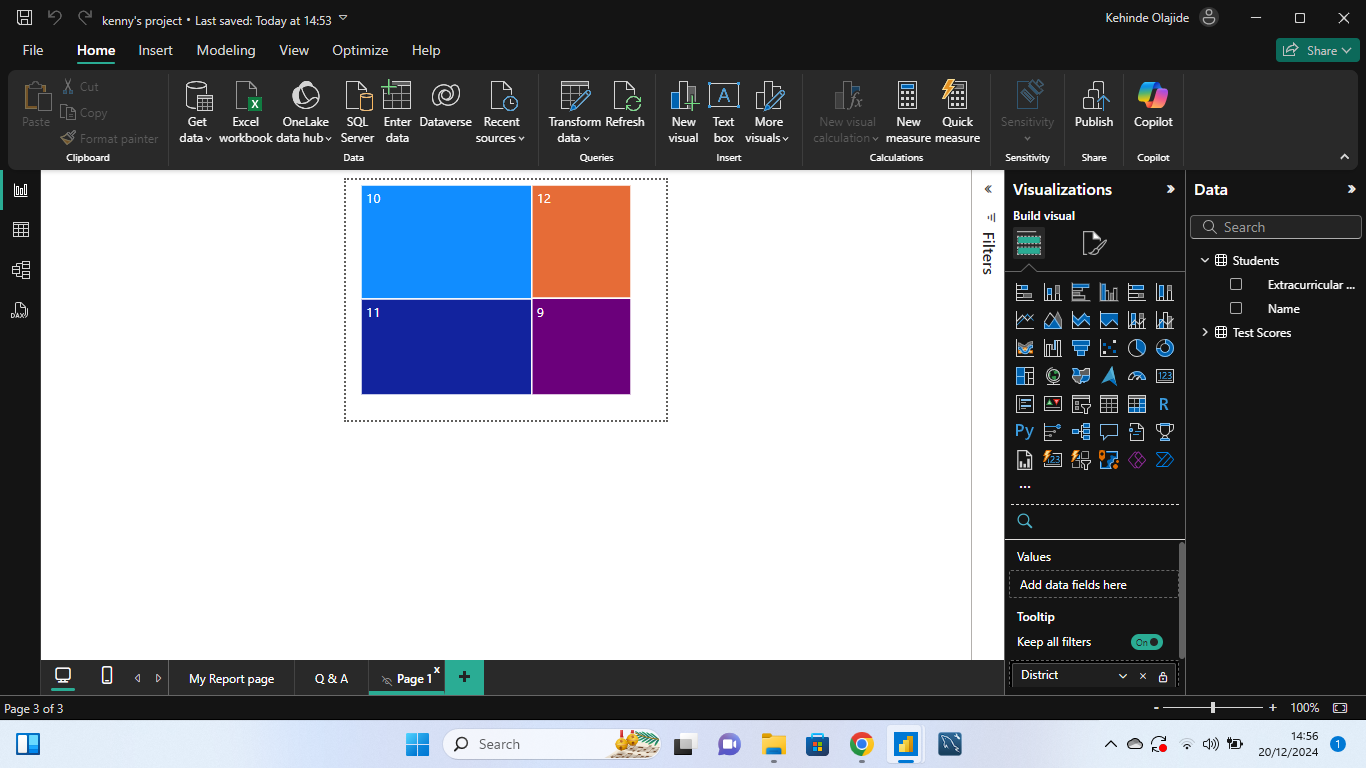 kenny's project • Last saved: Today at 14:53
Kehinde Olajide
File Home Insert Modeling View Optimize Help
Share
Paste
Cut
Copy
Format painter
Clipboard
Get data
Excel workbook
OneLake data hub
SQL Server
Enter data
Dataverse
Recent sources
Data
Transform data
Refresh
Queries
New visual
Text box
More visuals
Insert
New visual calculation
New measure
Quick measure
Calculations
Sensitivity
Sensitivity
Publish
Share
Copilot
Copilot
10
12
11
9
Filters
Visualizations
Build visual
123
R
Py
123
...
Values
Add data fields here
Tooltip
Keep all filters
On
District
Data
Search
Students
Extracurricular ...
Name
Test Scores
DAX
My Report page
Q & A
Page 1
x
+
Page 3 of 3
- + 100%
Search
14:56
20/12/2024
1